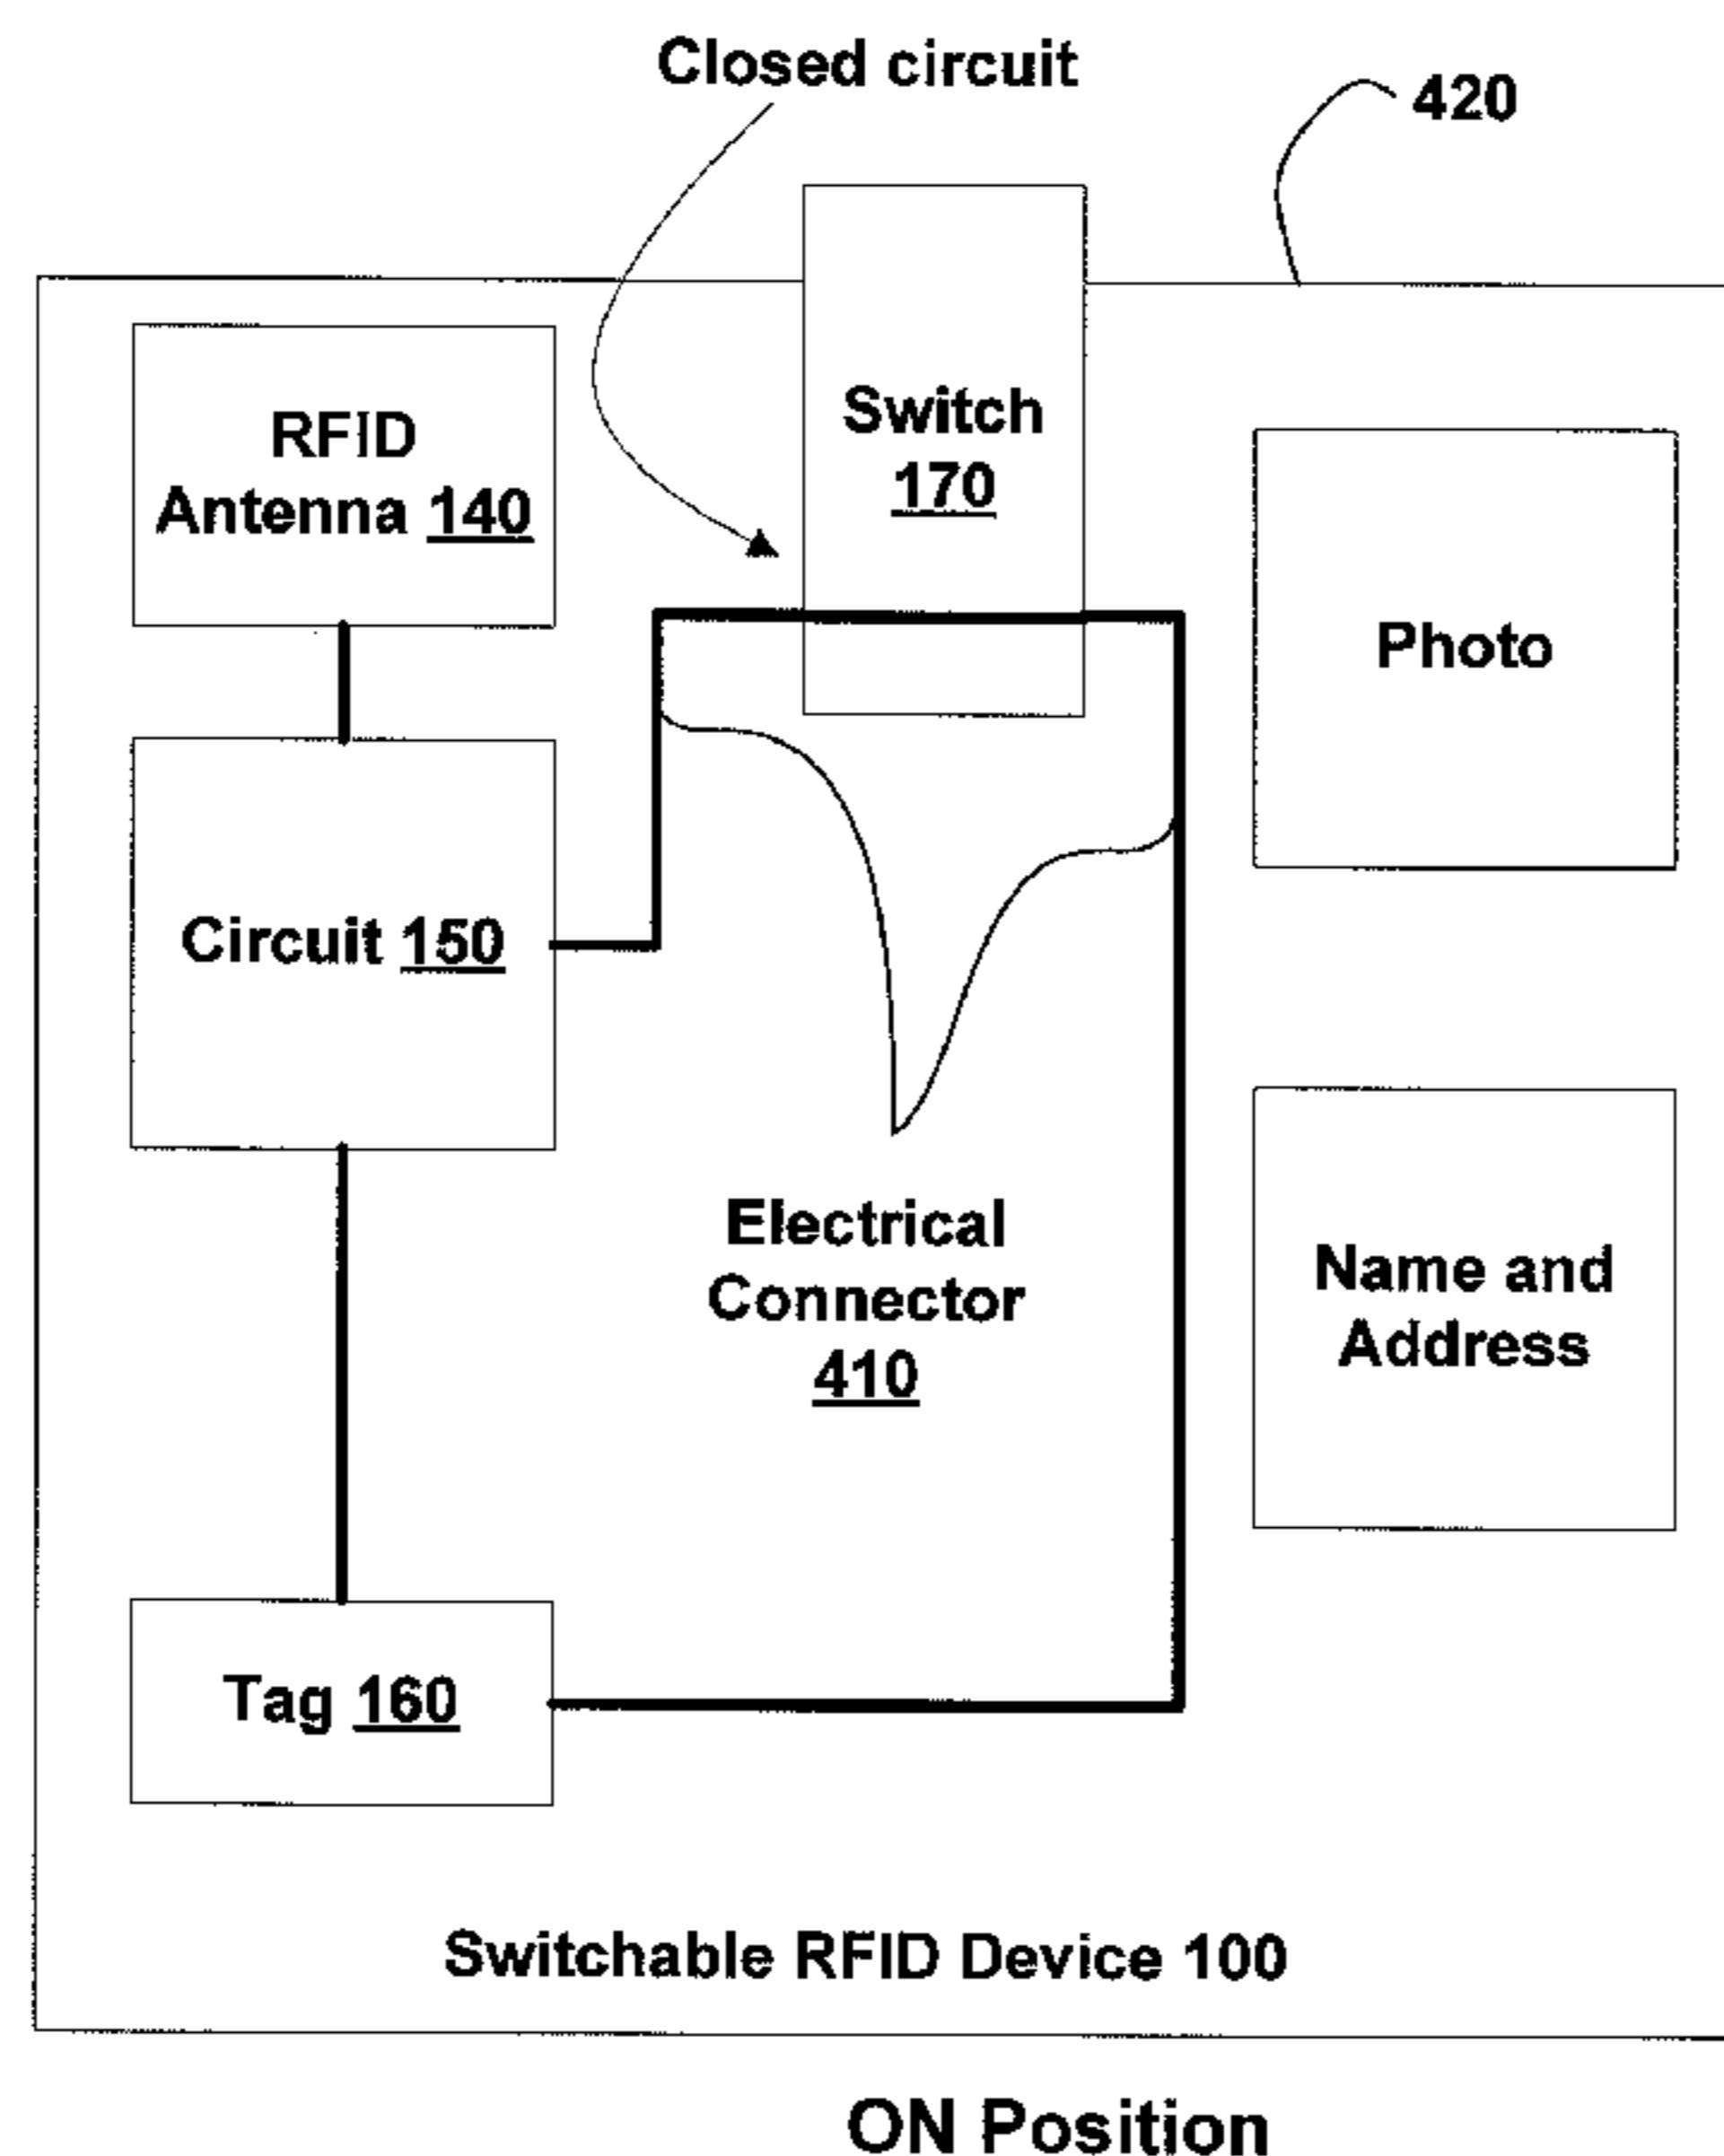 Closed circuit
420
Switch
170
RFID
Antenna 140
Photo
Circuit 150
Electrical
Connector
410
Name and
Address
Tag 160
Switchable RFID Device 100
ON Position